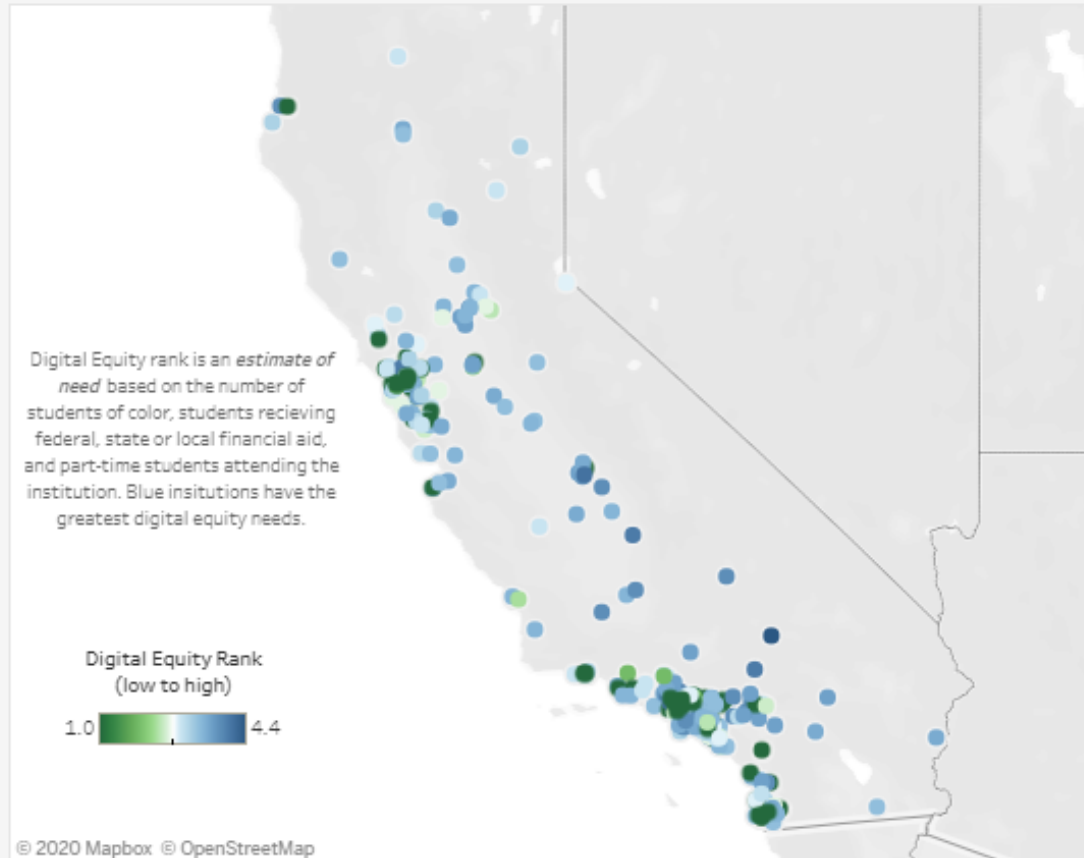 Digital Equity rank is an estimate of
need based on the number of
students of color, students recieving
federal, state or local financial aid,
and part-time students attending the
institution. Blue insitutions have the
greatest digital equity needs.
Digital Equity Rank
(low to high)
1.0 4.4
© 2020 Mapbox © OpenStreetMap